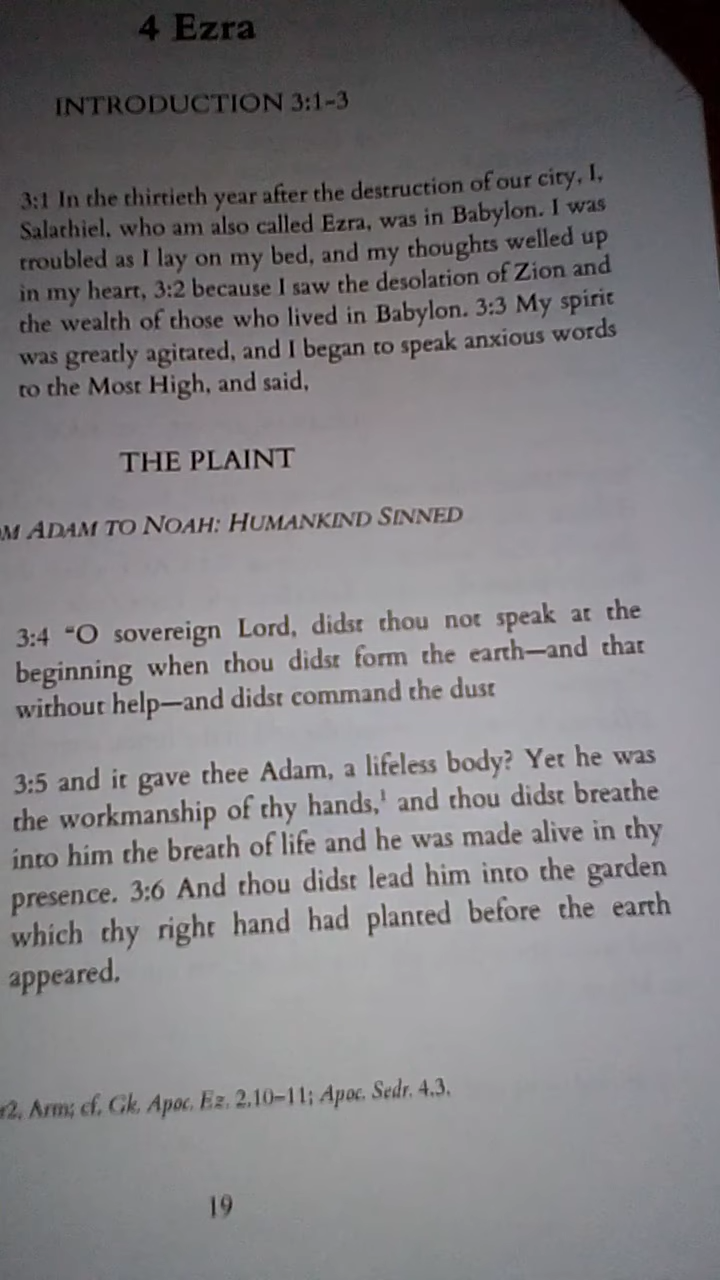 4 Ezra
INTRODUCTION 3:1–3
3:1 In the thirtieth year after the destruction of our city, I,
Salathiel, who am also called Ezra, was in Babylon. I was
troubled as I lay on my bed, and my thoughts welled up
in my heart, 3:2 because I saw the desolation of Zion and
the wealth of those who lived in Babylon. 3:3 My spirit
was greatly agitated, and I began to speak anxious words
to the Most High, and said,
THE PLAINT
ADAM TO NOAH: HUMANKIND SINNED
3:4 “O sovereign Lord, didst thou not speak at the
beginning when thou didst form the earth—and that
without help—and didst command the dust
3:5 and it gave thee Adam, a lifeless body? Yet he was
the workmanship of thy hands,¹ and thou didst breathe
into him the breath of life and he was made alive in thy
presence. 3:6 And thou didst lead him into the garden
which thy right hand had planted before the earth
appeared.
Arm; cf. Gk. Apoc. Ez. 2.10–11; Apoc. Sedr. 4.3.
19